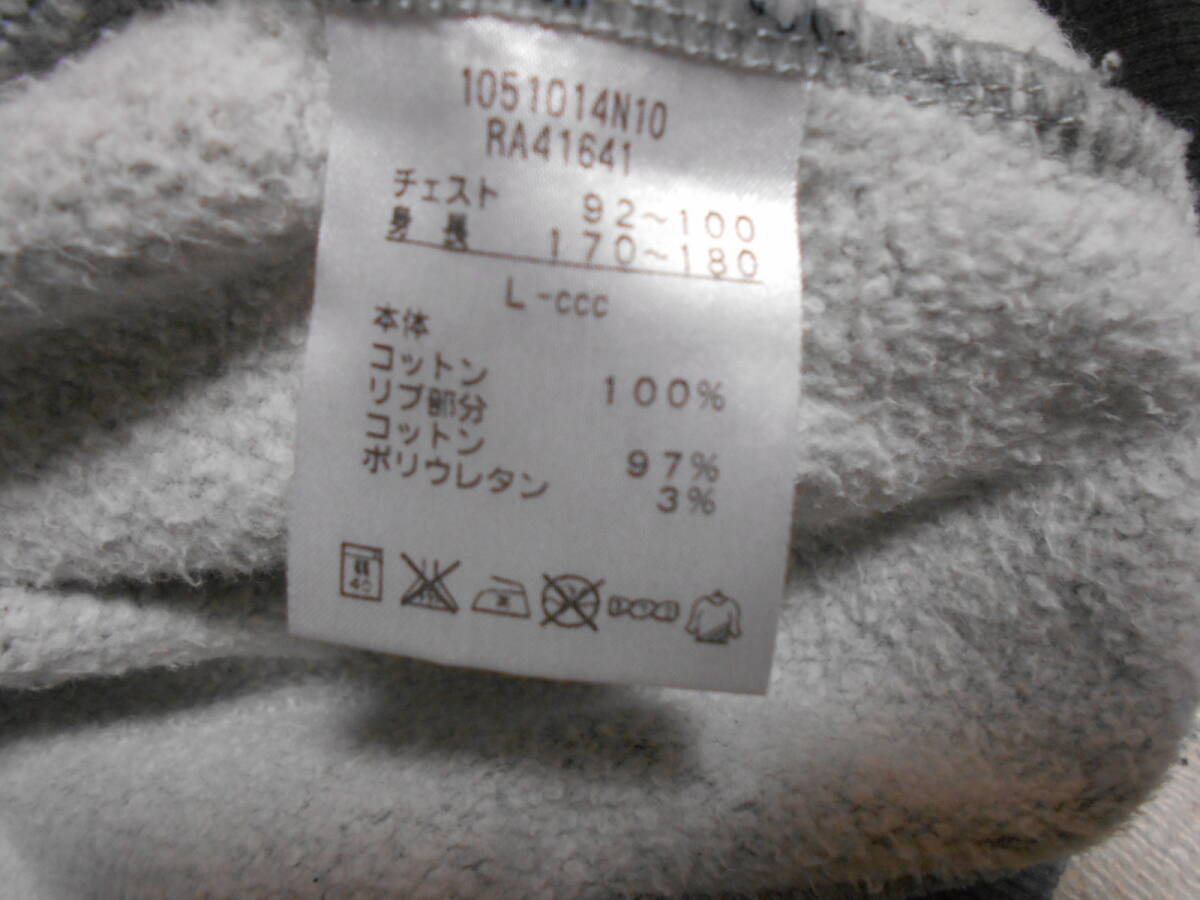 1051014N10
RA41641
チェスト 92~100
身長 170~180
L-ccc
本体
コットン 100%
リブ部分
コットン 97%
ポリウレタン 3%
40